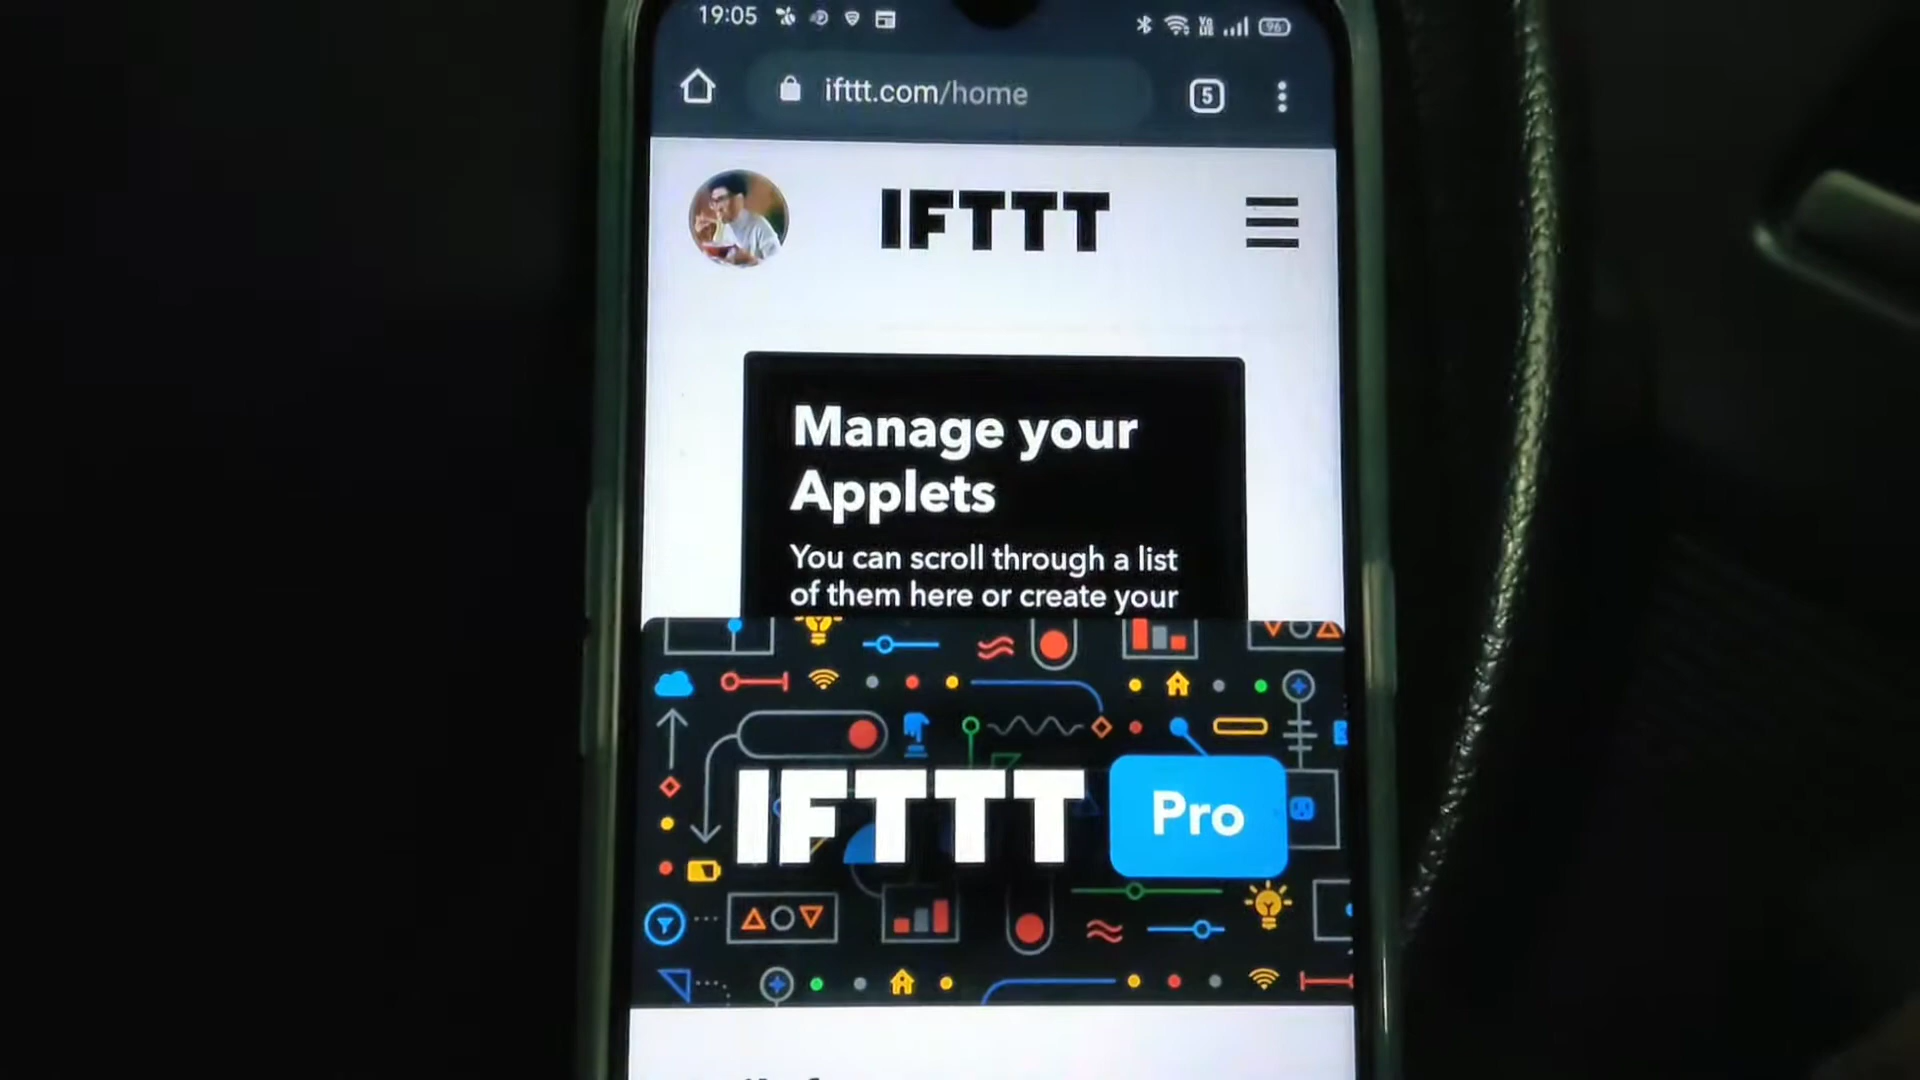 19:05
96
ifttt.com/home
5
IFTTT
Manage your
Applets
You can scroll through a list
of them here or create your
IFTTT Pro